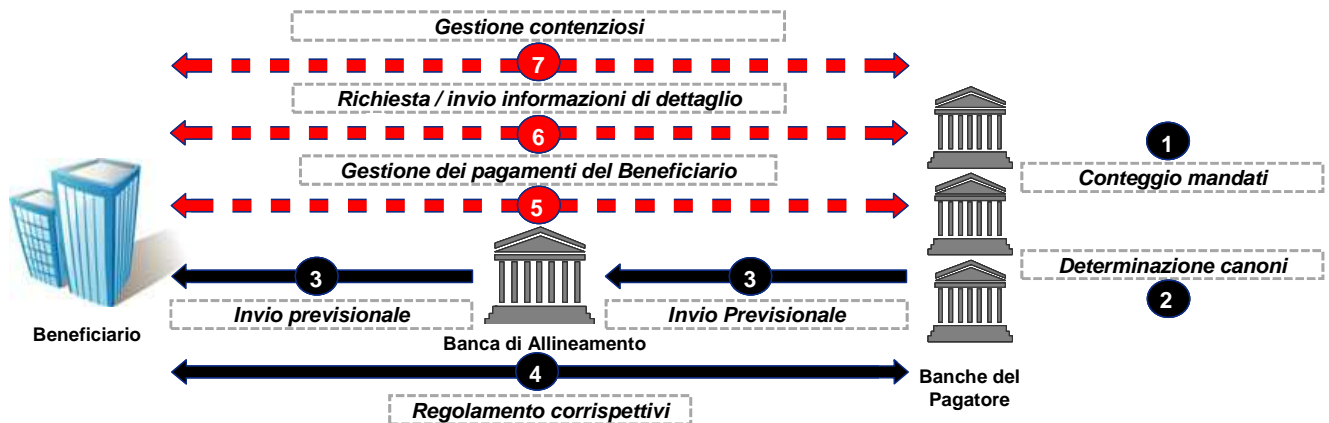 Gestione contenziosi
7
Richiesta / invio informazioni di dettaglio
6
1
Gestione dei pagamenti del Beneficiario
Conteggio mandati
5
Determinazione canoni
3
3
2
Invio previsionale
Invio Previsionale
Beneficiario
Banca di Allineamento
4
Banche del
Pagatore
Regolamento corrispettivi